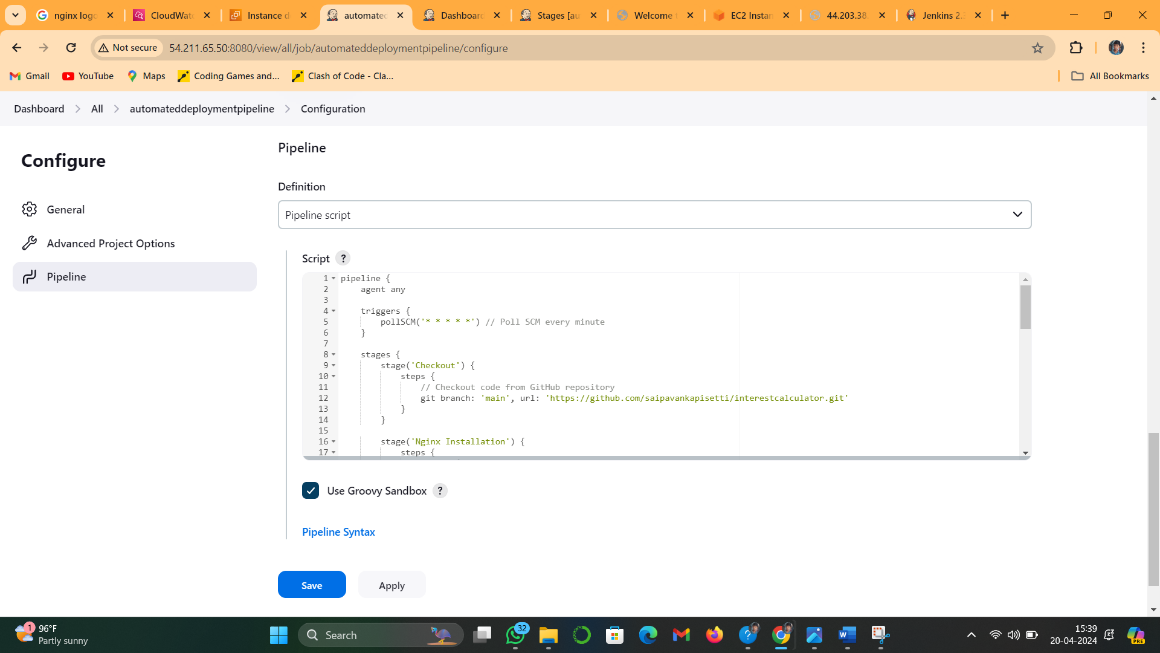 nginx logo
CloudWat
Instance d
automated
Dashboard
Stages [au
Welcome
EC2 Instan
44.203.38.
Jenkins 2.
Not secure
54.211.65.50:8080/view/all/job/automateddeploymentpipeline/configure
Gmail
YouTube
Maps
Coding Games and...
Clash of Code - Cla...
All Bookmarks
Dashboard > All > automateddeploymentpipeline > Configuration
Configure
General
Advanced Project Options
Pipeline
Pipeline
Definition
Pipeline script
Script ?
1 pipeline {
2 agent any
3
4 triggers {
5 pollSCM('* * * * *') // Poll SCM every minute
6 }
7
8 stages {
9 stage('Checkout') {
10 steps {
11 // Checkout code from GitHub repository
12 git branch: 'main', url: 'https://github.com/saipavankapisetti/interestcalculator.git'
13 }
14 }
15
16 stage('Nginx Installation') {
17 steps {
Use Groovy Sandbox ?
Pipeline Syntax
Save
Apply
1
96°F
Partly sunny
Search
32
15:39
20-04-2024